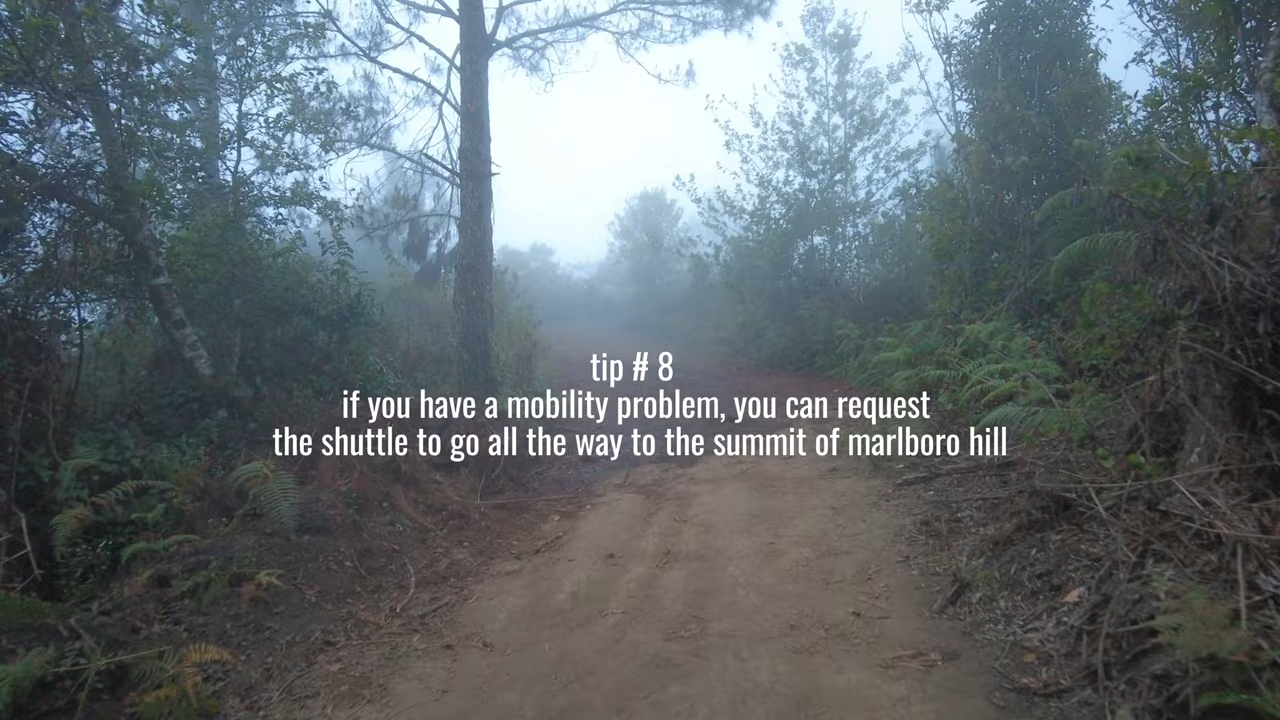 tip # 8
if you have a mobility problem, you can request
the shuttle to go all the way to the summit of marlboro hill